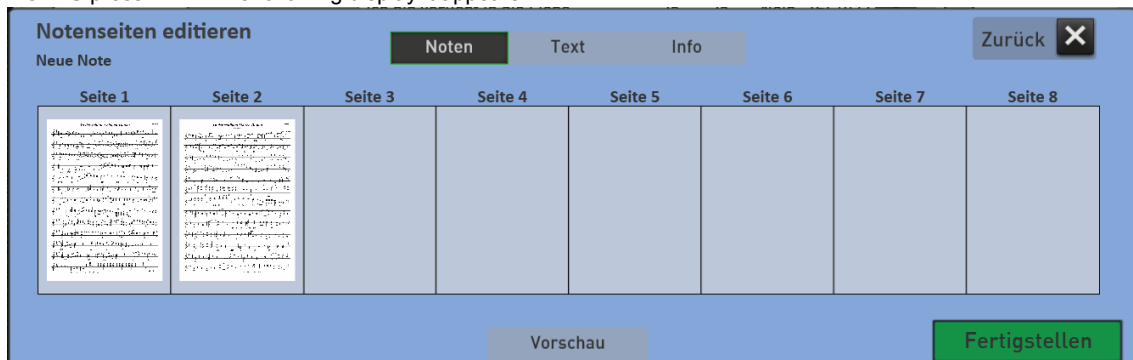 Notenseiten editieren
Neue Note
Noten Text Info
Zurück
Seite 1 Seite 2 Seite 3 Seite 4 Seite 5 Seite 6 Seite 7 Seite 8
Vorschau
Fertigstellen